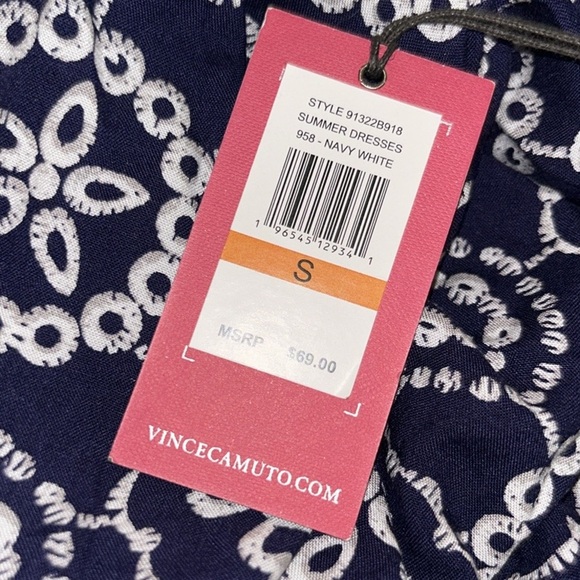 STYLE 91322B918
SUMMER DRESSES
958 - NAVY WHITE
1 96545 12934 1
S
MSRP $69.00
VINCECAMUTO.COM